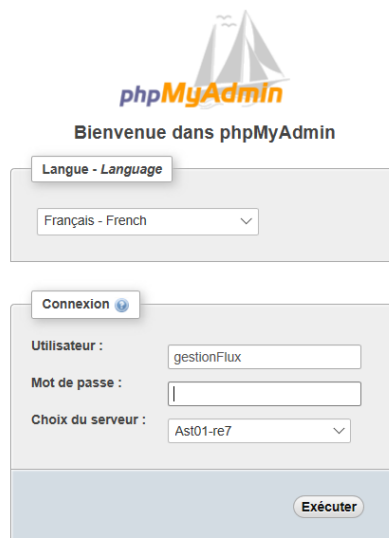 phpMyAdmin
Bienvenue dans phpMyAdmin
Langue - Language
Français - French
Connexion
Utilisateur :
gestionFlux
Mot de passe :
Choix du serveur :
Ast01-re7
Exécuter